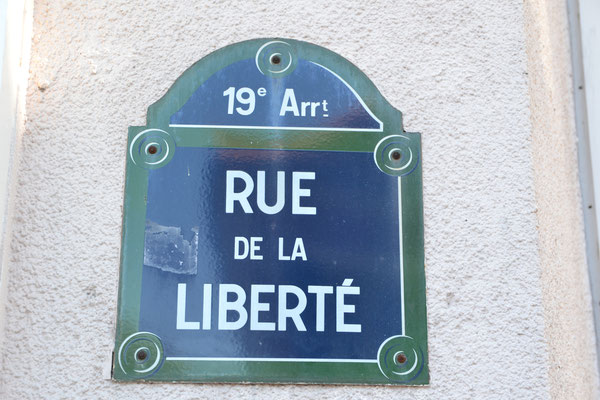 19e Arrt
RUE
DE LA
LIBERTÉ